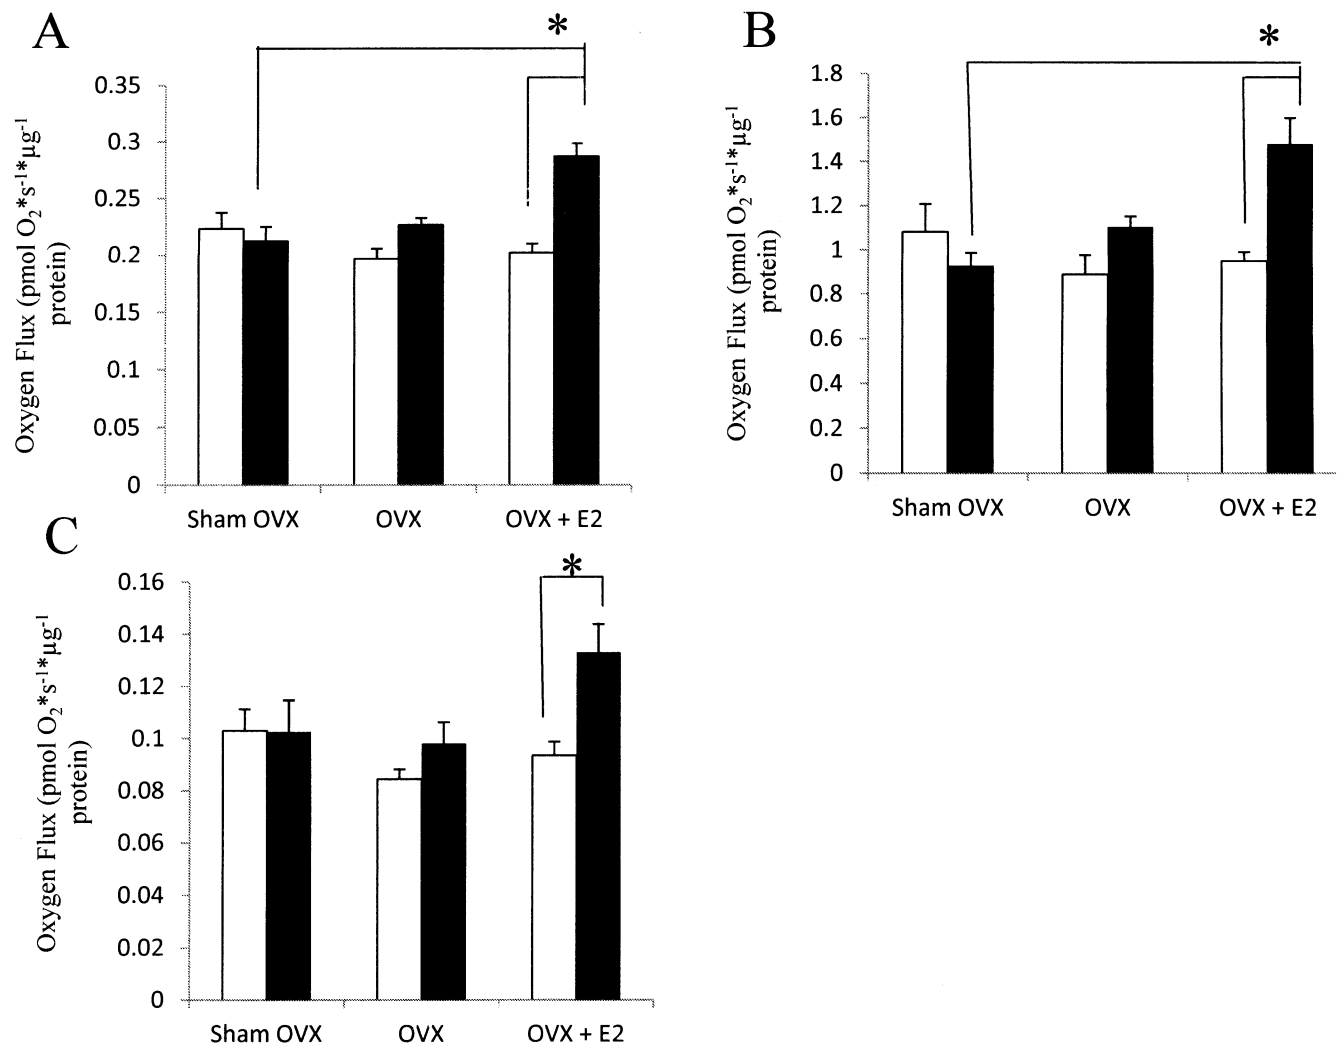 A
*
0.35
0.3
0.25
0.2
0.15
0.1
0.05
0
Oxygen Flux (pmol O₂*s⁻¹*µg⁻¹
protein)
Sham OVX OVX OVX + E2
B
*
1.8
1.6
1.4
1.2
1
0.8
0.6
0.4
0.2
0
Oxygen Flux (pmol O₂*s⁻¹*µg⁻¹
protein)
Sham OVX OVX OVX + E2
C
*
0.16
0.14
0.12
0.1
0.08
0.06
0.04
0.02
0
Oxygen Flux (pmol O₂*s⁻¹*µg⁻¹
protein)
Sham OVX OVX OVX + E2